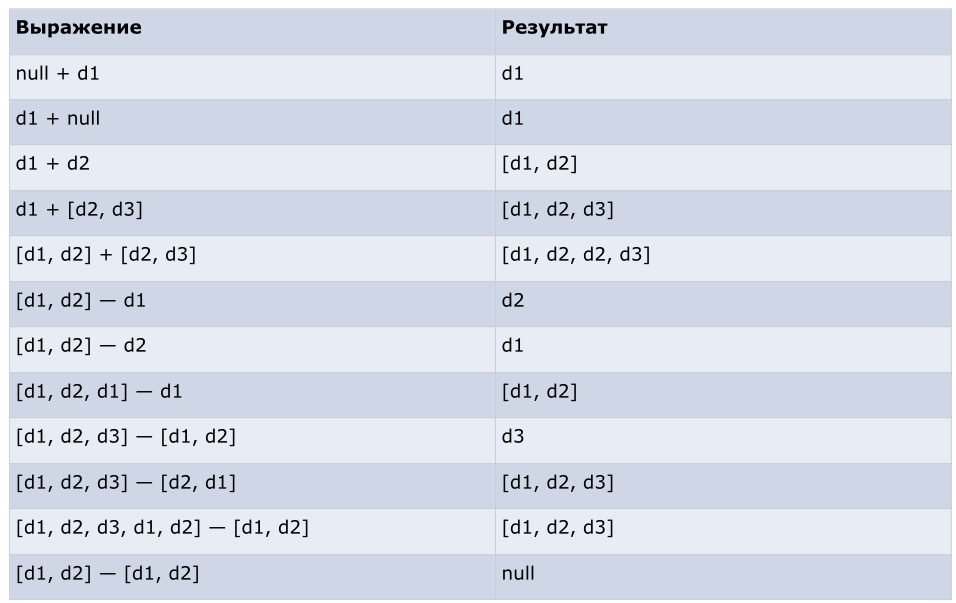 Выражение Результат
null + d1 d1
d1 + null d1
d1 + d2 [d1, d2]
d1 + [d2, d3] [d1, d2, d3]
[d1, d2] + [d2, d3] [d1, d2, d2, d3]
[d1, d2] — d1 d2
[d1, d2] — d2 d1
[d1, d2, d1] — d1 [d1, d2]
[d1, d2, d3] — [d1, d2] d3
[d1, d2, d3] — [d2, d1] [d1, d2, d3]
[d1, d2, d3, d1, d2] — [d1, d2] [d1, d2, d3]
[d1, d2] — [d1, d2] null